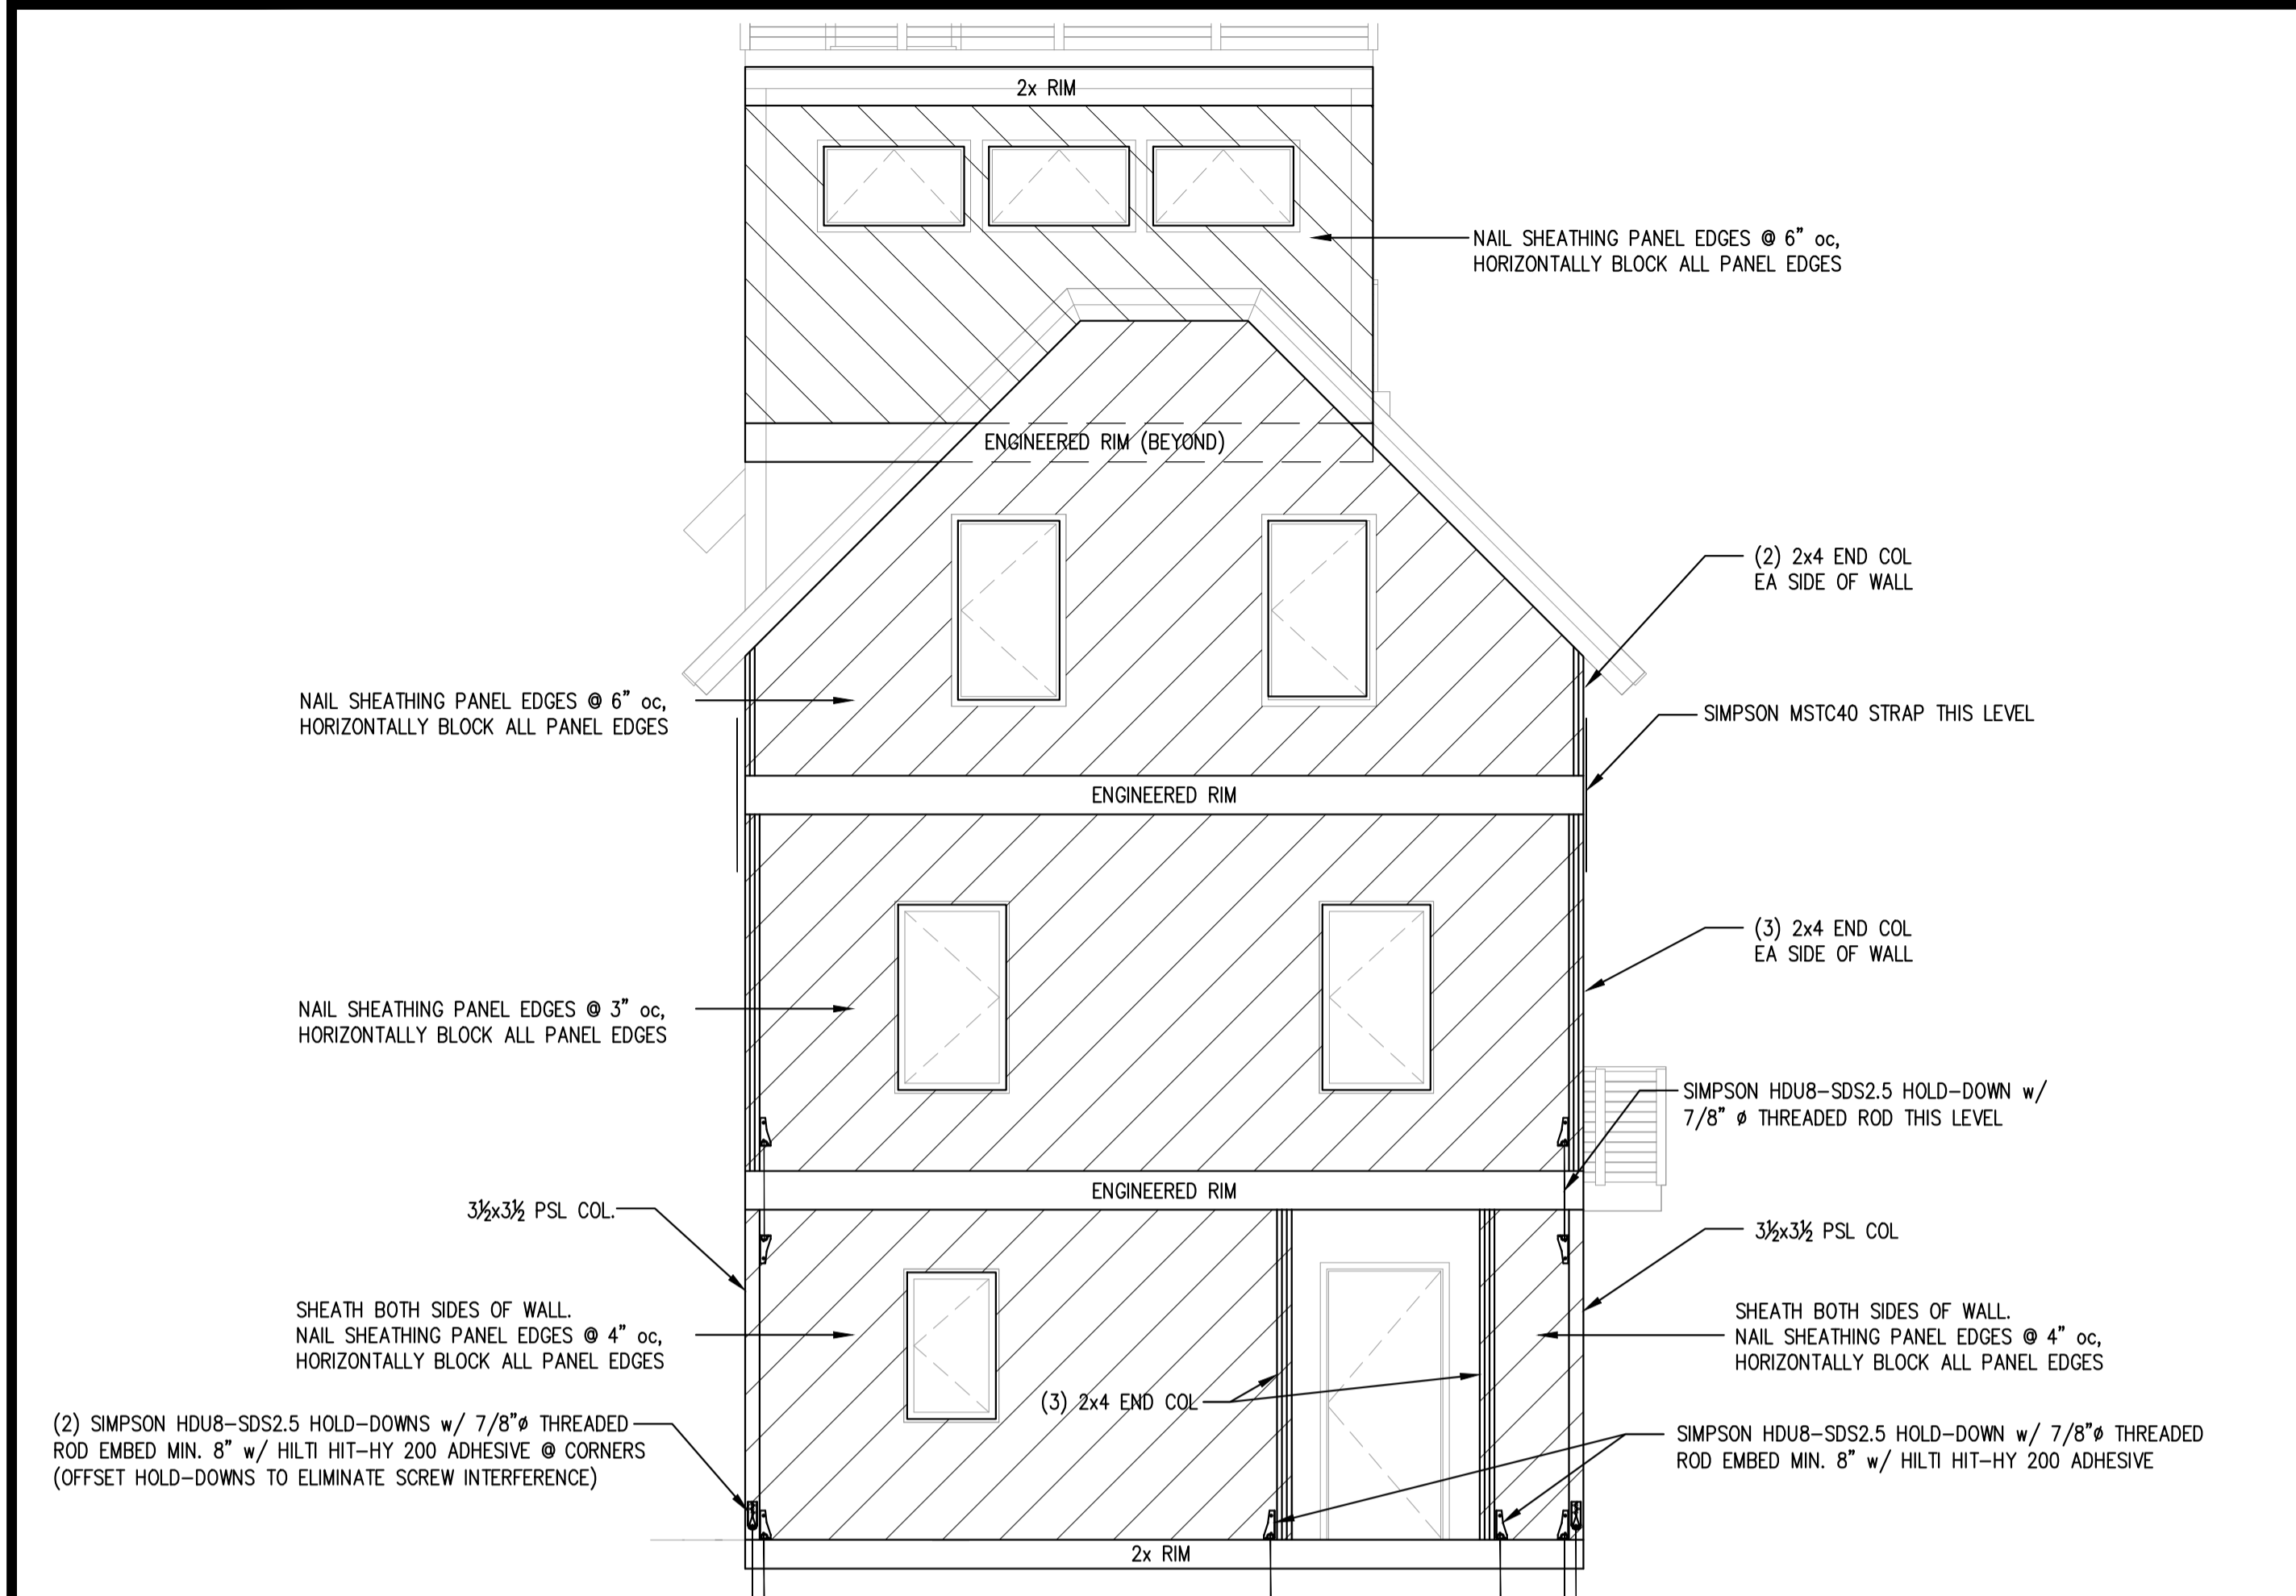 2x RIM
NAIL SHEATHING PANEL EDGES @ 6" oc,
HORIZONTALLY BLOCK ALL PANEL EDGES
ENGINEERED RIM (BEYOND)
(2) 2x4 END COL
EA SIDE OF WALL
NAIL SHEATHING PANEL EDGES @ 6" oc,
HORIZONTALLY BLOCK ALL PANEL EDGES
SIMPSON MSTC40 STRAP THIS LEVEL
ENGINEERED RIM
(3) 2x4 END COL
EA SIDE OF WALL
NAIL SHEATHING PANEL EDGES @ 3" oc,
HORIZONTALLY BLOCK ALL PANEL EDGES
SIMPSON HDU8-SDS2.5 HOLD-DOWN w/
7/8" ø THREADED ROD THIS LEVEL
ENGINEERED RIM
3½x3½ PSL COL.
3½x3½ PSL COL
SHEATH BOTH SIDES OF WALL.
NAIL SHEATHING PANEL EDGES @ 4" oc,
HORIZONTALLY BLOCK ALL PANEL EDGES
SHEATH BOTH SIDES OF WALL.
NAIL SHEATHING PANEL EDGES @ 4" oc,
HORIZONTALLY BLOCK ALL PANEL EDGES
(3) 2x4 END COL
(2) SIMPSON HDU8-SDS2.5 HOLD-DOWNS w/ 7/8"ø THREADED
ROD EMBED MIN. 8" w/ HILTI HIT-HY 200 ADHESIVE @ CORNERS
(OFFSET HOLD-DOWNS TO ELIMINATE SCREW INTERFERENCE)
SIMPSON HDU8-SDS2.5 HOLD-DOWN w/ 7/8"ø THREADED
ROD EMBED MIN. 8" w/ HILTI HIT-HY 200 ADHESIVE
2x RIM